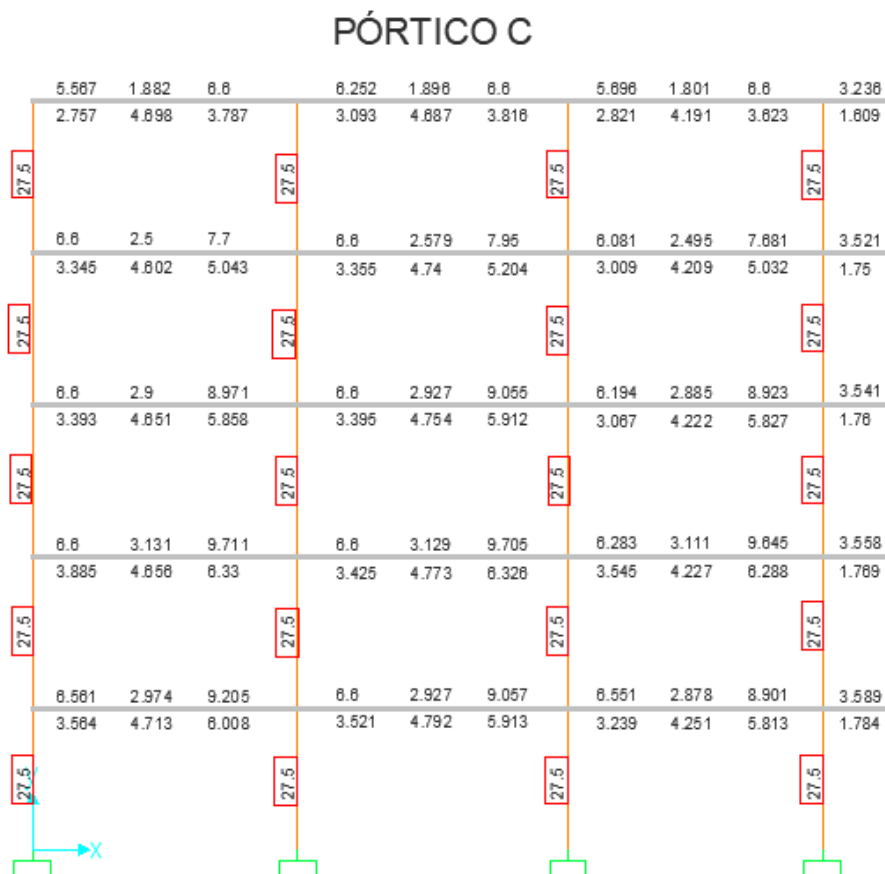 PÓRTICO C
5.567 1.882 6.6 6.252 1.896 6.6 5.696 1.801 6.6 3.236
2.757 4.698 3.787 3.093 4.687 3.816 2.821 4.191 3.623 1.609
27.5 27.5 27.5 27.5
6.6 2.5 7.7 6.6 2.579 7.95 6.081 2.495 7.681 3.521
3.345 4.602 5.043 3.355 4.74 5.204 3.009 4.209 5.032 1.75
27.5 27.5 27.5 27.5
6.6 2.9 8.971 6.6 2.927 9.055 6.194 2.885 8.923 3.541
3.393 4.651 5.858 3.395 4.754 5.912 3.067 4.222 5.827 1.76
27.5 27.5 27.5 27.5
6.6 3.131 9.711 6.6 3.129 9.705 6.283 3.111 9.645 3.558
3.885 4.656 6.33 3.425 4.773 6.326 3.545 4.227 6.288 1.769
27.5 27.5 27.5 27.5
6.561 2.974 9.205 6.6 2.927 9.057 6.551 2.878 8.901 3.589
3.564 4.713 6.008 3.521 4.792 5.913 3.239 4.251 5.813 1.784
27.5 27.5 27.5 27.5
Y
X